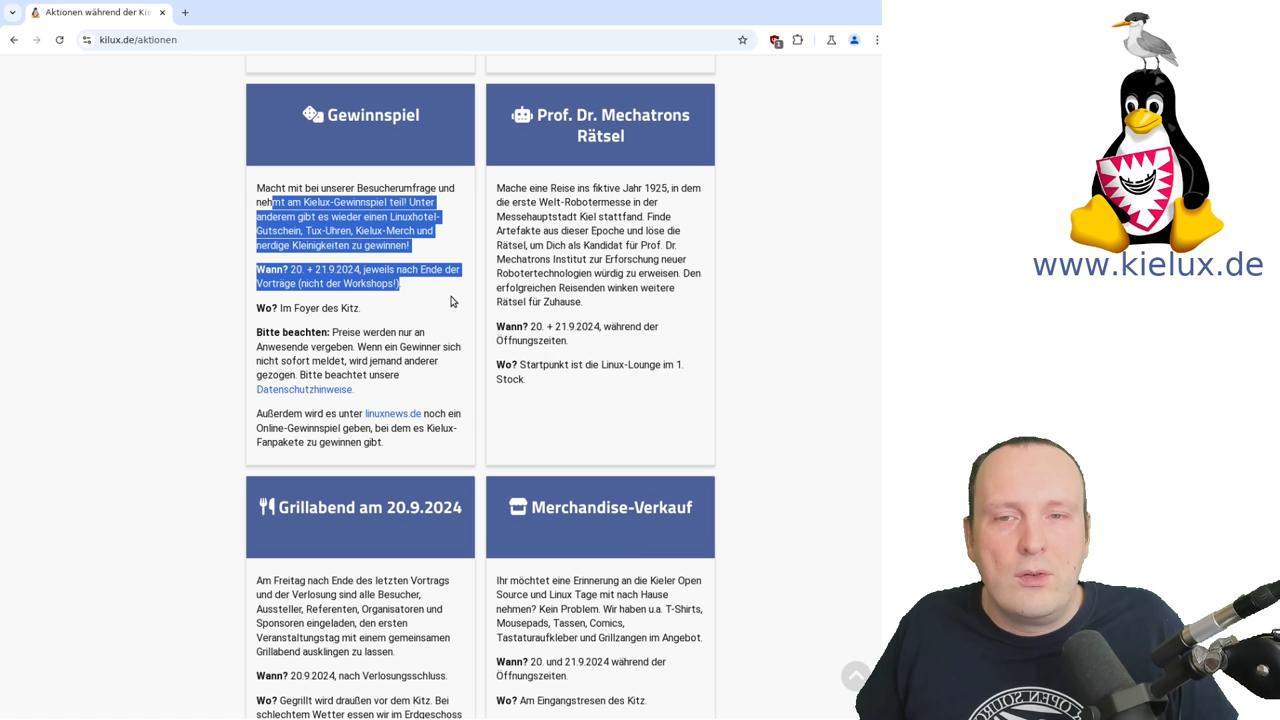 Aktionen während der Kie
kilux.de/aktionen
1
Gewinnspiel
Macht mit bei unserer Besucherumfrage und
nehmt am Kielux-Gewinnspiel teil! Unter
anderem gibt es wieder einen Linuxhotel-
Gutschein, Tux-Uhren, Kielux-Merch und
nerdige Kleinigkeiten zu gewinnen!
Wann? 20. + 21.9.2024, jeweils nach Ende der
Vorträge (nicht der Workshops!).
Wo? Im Foyer des Kitz.
Bitte beachten: Preise werden nur an
Anwesende vergeben. Wenn ein Gewinner sich
nicht sofort meldet, wird jemand anderer
gezogen. Bitte beachtet unsere
Datenschutzhinweise.
Außerdem wird es unter linuxnews.de noch ein
Online-Gewinnspiel geben, bei dem es Kielux-
Fanpakete zu gewinnen gibt.
Prof. Dr. Mechatrons
Rätsel
Mache eine Reise ins fiktive Jahr 1925, in dem
die erste Welt-Robotermesse in der
Messehauptstadt Kiel stattfand. Finde
Artefakte aus dieser Epoche und löse die
Rätsel, um Dich als Kandidat für Prof. Dr.
Mechatrons Institut zur Erforschung neuer
Robotertechnologien würdig zu erweisen. Den
erfolgreichen Reisenden winken weitere
Rätsel für Zuhause.
Wann? 20. + 21.9.2024, während der
Öffnungszeiten.
Wo? Startpunkt ist die Linux-Lounge im 1.
Stock.
Grillabend am 20.9.2024
Am Freitag nach Ende des letzten Vortrags
und der Verlosung sind alle Besucher,
Aussteller, Referenten, Organisatoren und
Sponsoren eingeladen, den ersten
Veranstaltungstag mit einem gemeinsamen
Grillabend ausklingen zu lassen.
Wann? 20.9.2024, nach Verlosungsschluss.
Wo? Gegrillt wird draußen vor dem Kitz. Bei
schlechtem Wetter essen wir im Erdgeschoss
Merchandise-Verkauf
Ihr möchtet eine Erinnerung an die Kieler Open
Source und Linux Tage mit nach Hause
nehmen? Kein Problem. Wir haben u.a. T-Shirts,
Mousepads, Tassen, Comics,
Tastaturaufkleber und Grillzangen im Angebot.
Wann? 20. und 21.9.2024 während der
Öffnungszeiten.
Wo? Am Eingangstresen des Kitz.
www.kielux.de
OPEN SOURC